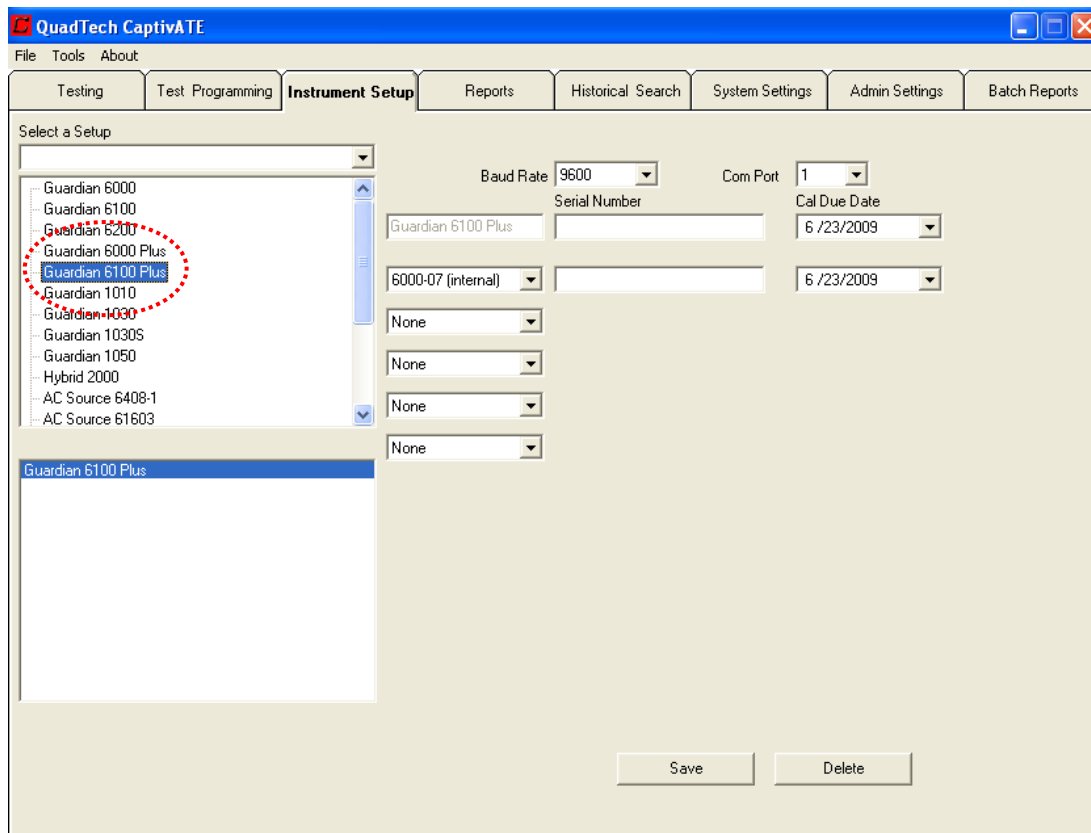 QuadTech CaptivATE
File Tools About
Testing Test Programming Instrument Setup Reports Historical Search System Settings Admin Settings Batch Reports
Select a Setup
Baud Rate 9600 Com Port 1
Serial Number Cal Due Date
Guardian 6000
Guardian 6100
Guardian 6200
Guardian 6000 Plus
Guardian 6100 Plus
Guardian 1010
Guardian 1030
Guardian 1030S
Guardian 1050
Hybrid 2000
AC Source 6408-1
AC Source 61603
Guardian 6100 Plus 6 /23/2009
6000-07 (internal) 6 /23/2009
None
None
None
None
Guardian 6100 Plus
Save Delete